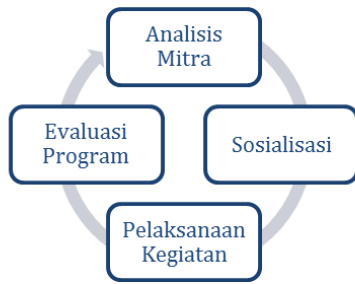 Analisis
Mitra
Sosialisasi
Pelaksanaan
Kegiatan
Evaluasi
Program